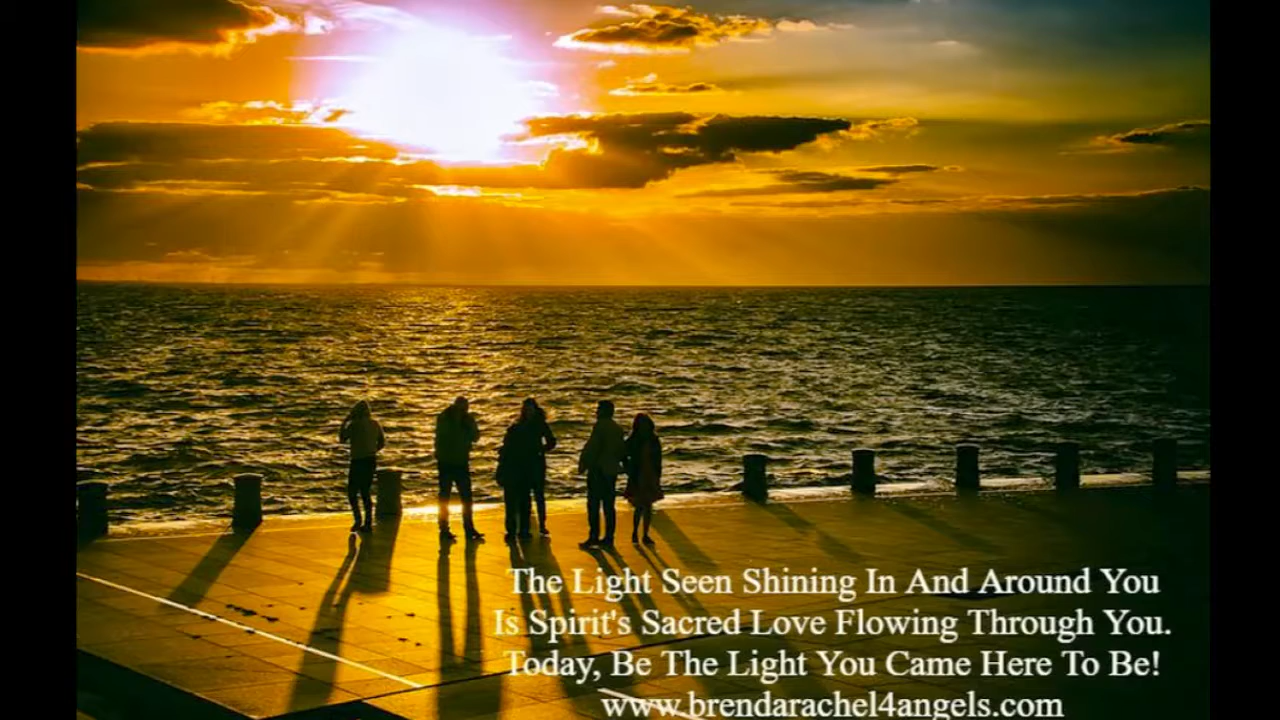 The Light Seen Shining In And Around You
Is Spirit's Sacred Love Flowing Through You.
Today, Be The Light You Came Here To Be!
www.brendarachel4angels.com